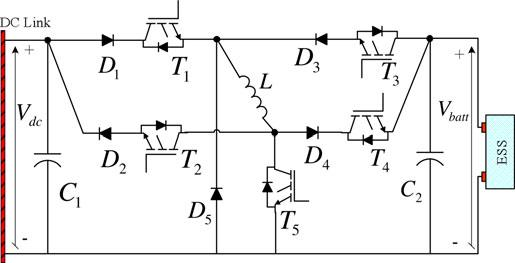 DC Link
+
D1
T1
L
D3
T3
+
Vdc
D2
T2
D4
T4
Vbatt
ESS
C1
D5
T5
C2
-
-